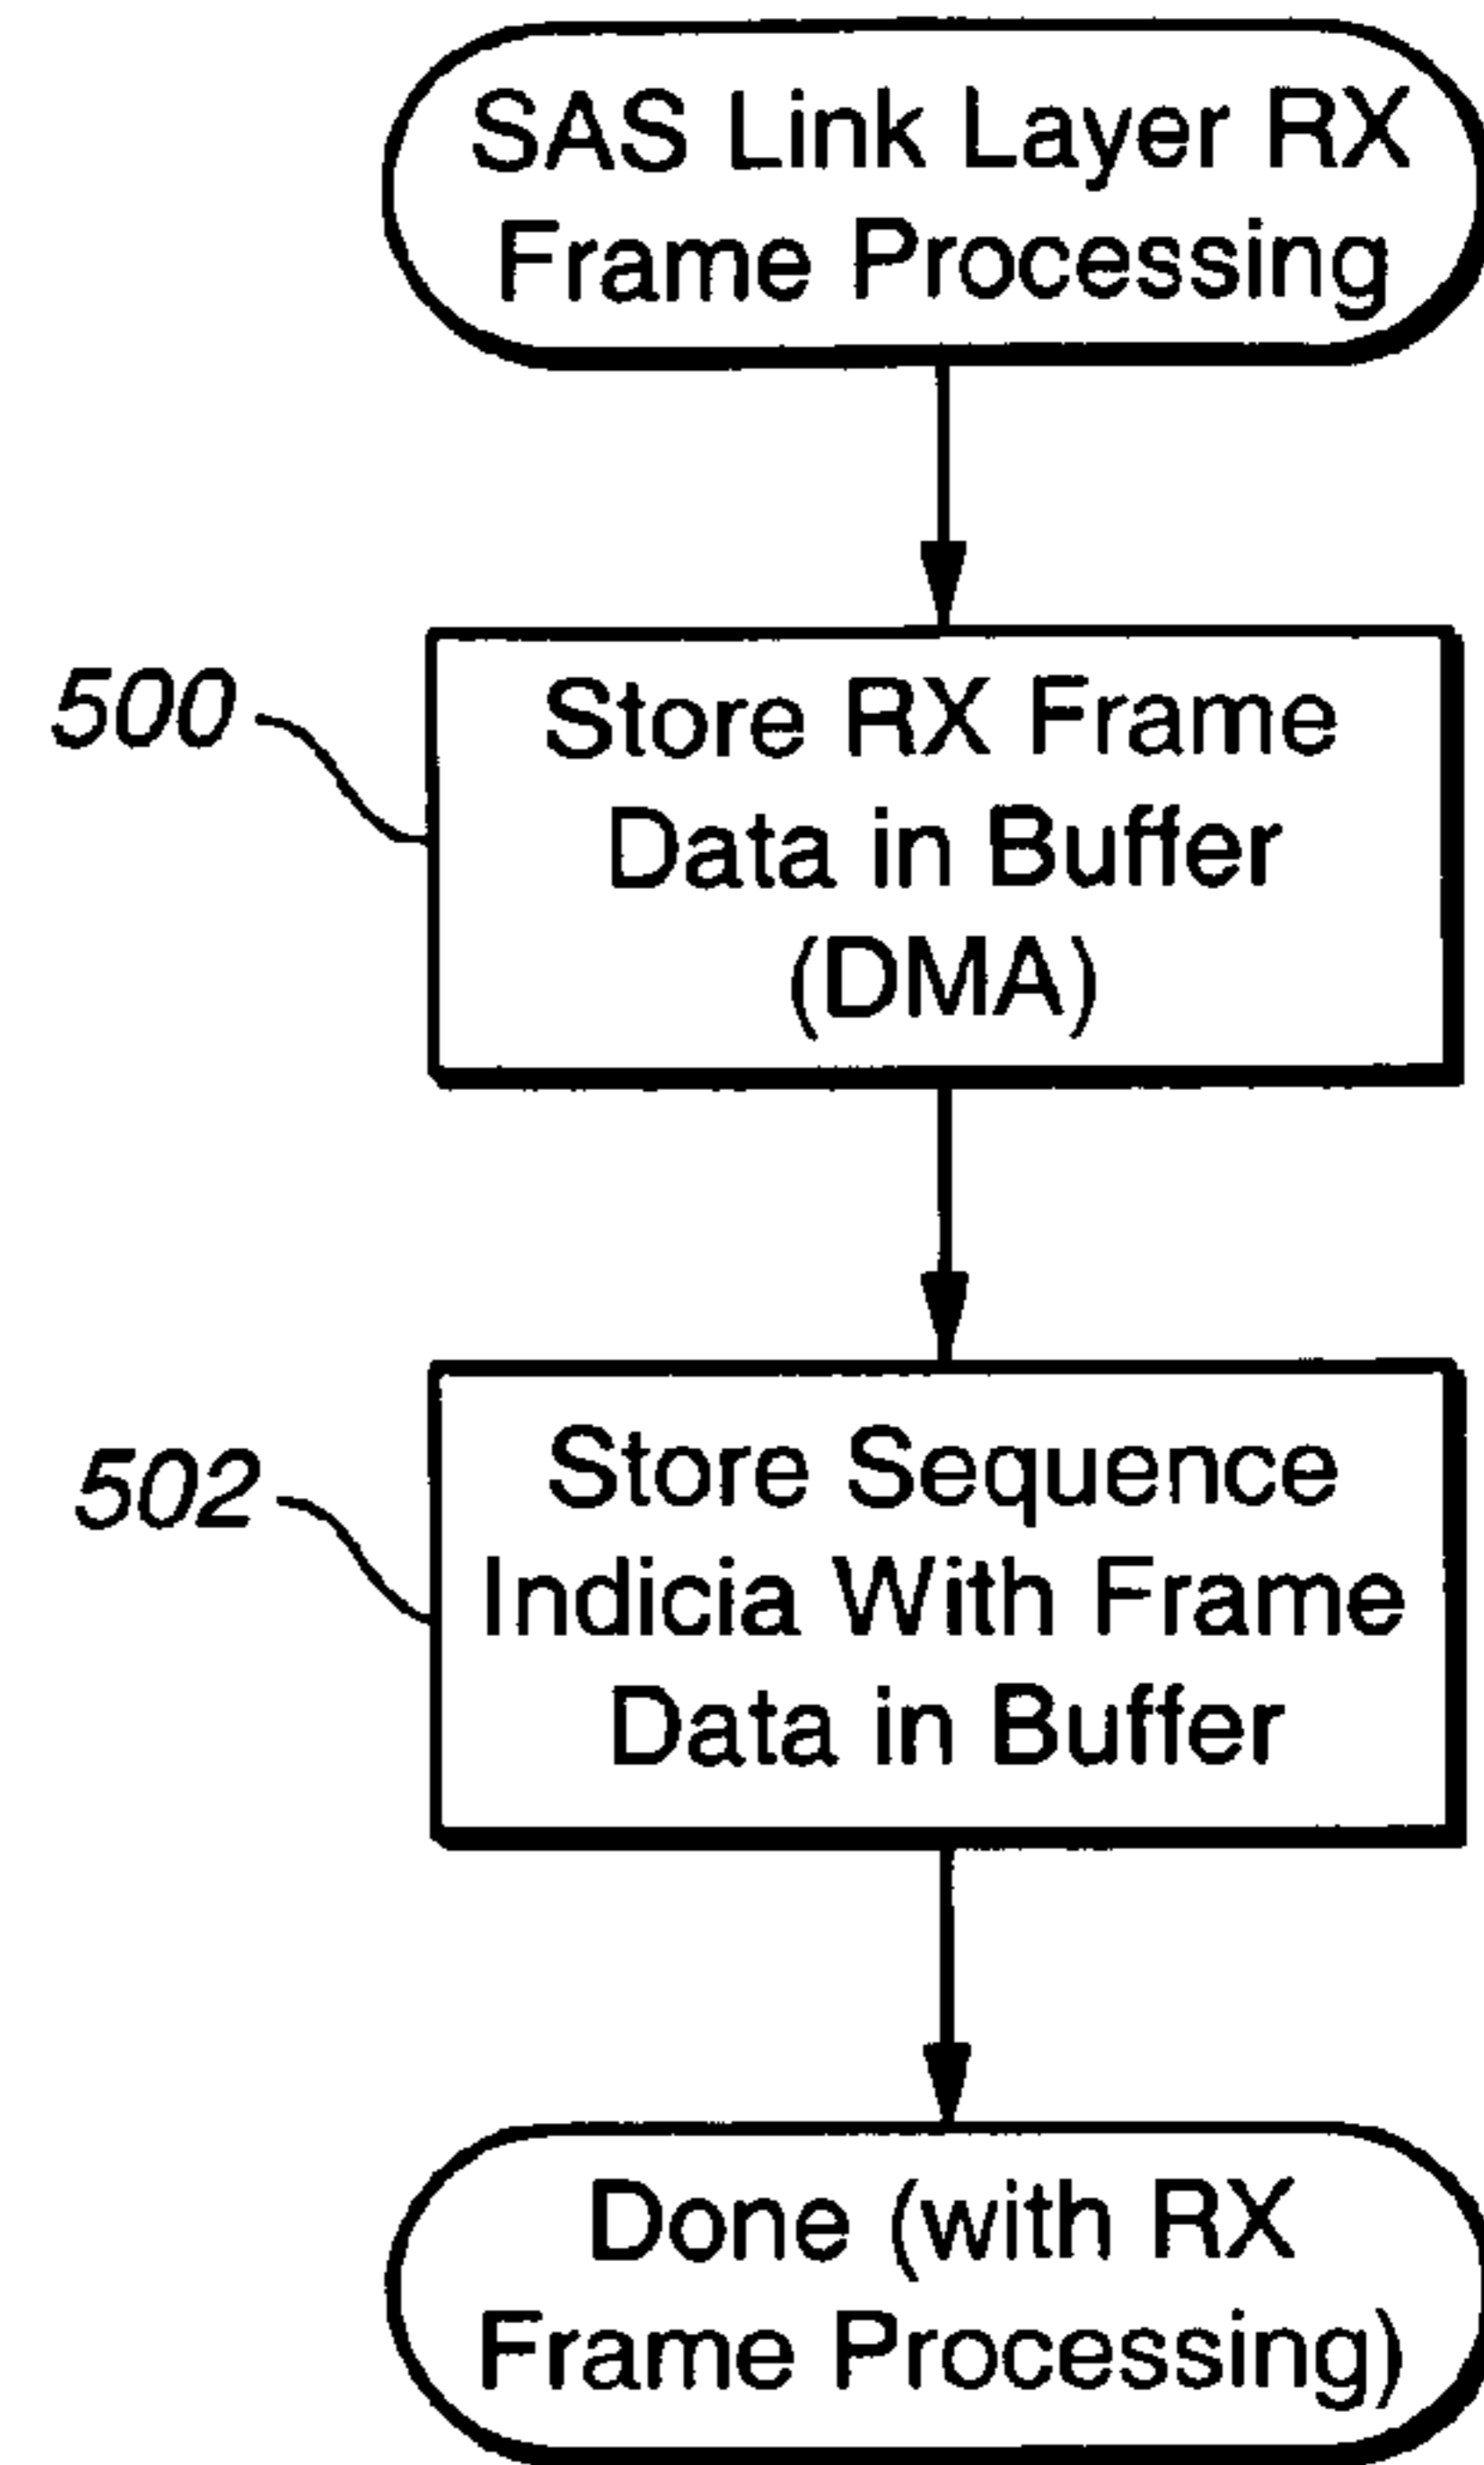 SAS Link Layer RX
Frame Processing
500
Store RX Frame
Data in Buffer
(DMA)
502
Store Sequence
Indicia With Frame
Data in Buffer
Done (with RX
Frame Processing)